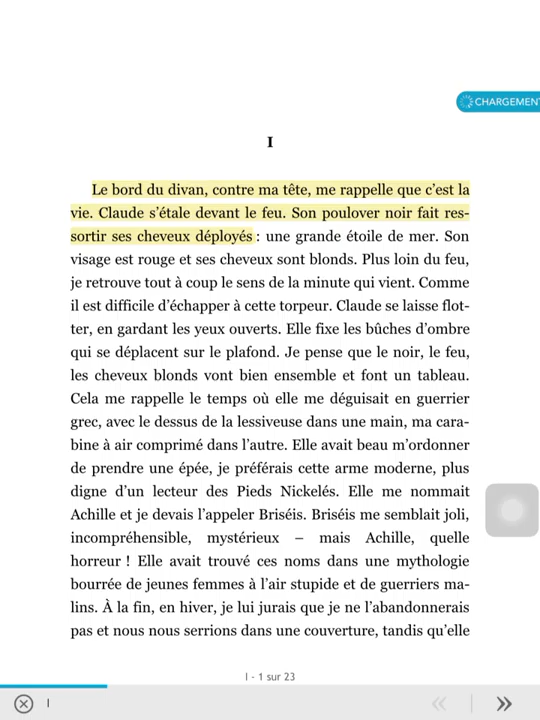 CHARGEMENT
I
Le bord du divan, contre ma tête, me rappelle que c’est la
vie. Claude s’étale devant le feu. Son poulover noir fait res-
sortir ses cheveux déployés : une grande étoile de mer. Son
visage est rouge et ses cheveux sont blonds. Plus loin du feu,
je retrouve tout à coup le sens de la minute qui vient. Comme
il est difficile d’échapper à cette torpeur. Claude se laisse flot-
ter, en gardant les yeux ouverts. Elle fixe les bûches d’ombre
qui se déplacent sur le plafond. Je pense que le noir, le feu,
les cheveux blonds vont bien ensemble et font un tableau.
Cela me rappelle le temps où elle me déguisait en guerrier
grec, avec le dessus de la lessiveuse dans une main, ma cara-
bine à air comprimé dans l’autre. Elle avait beau m’ordonner
de prendre une épée, je préférais cette arme moderne, plus
digne d’un lecteur des Pieds Nickelés. Elle me nommait
Achille et je devais l’appeler Briséis. Briséis me semblait joli,
incompréhensible, mystérieux – mais Achille, quelle
horreur ! Elle avait trouvé ces noms dans une mythologie
bourrée de jeunes femmes à l’air stupide et de guerriers ma-
lins. À la fin, en hiver, je lui jurais que je ne l’abandonnerais
pas et nous nous serrions dans une couverture, tandis qu’elle
I - 1 sur 23
I